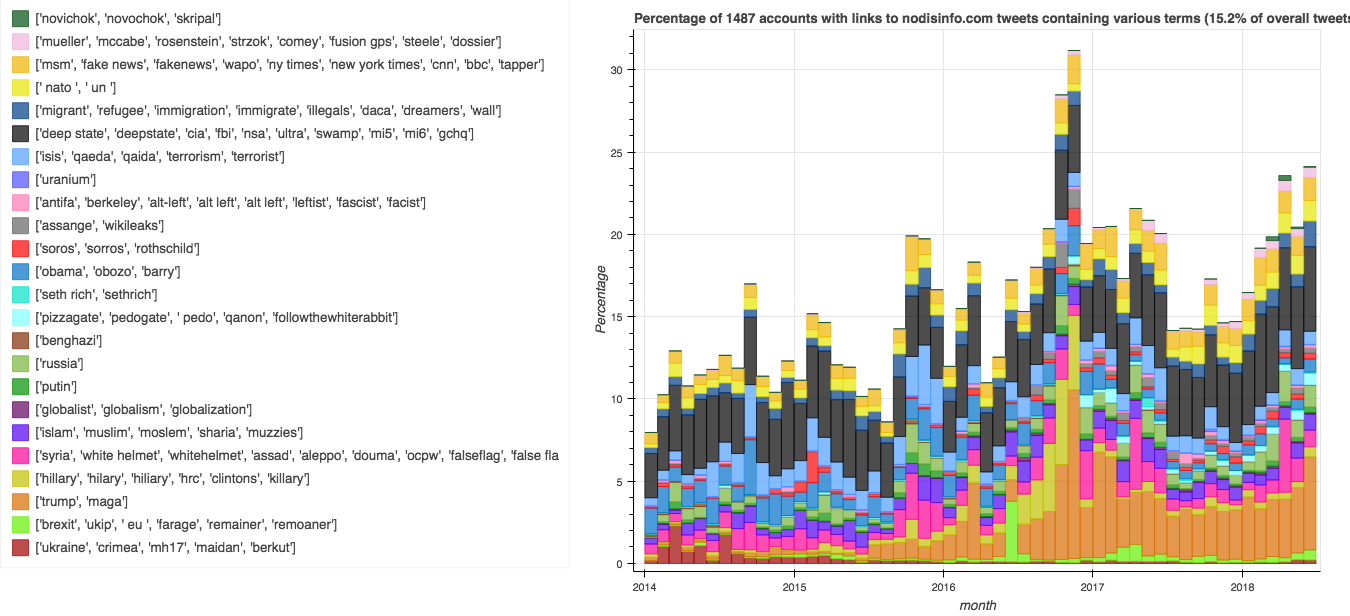 ['novichok', 'novochok', 'skripal']
['mueller', 'mccabe', 'rosenstein', 'strzok', 'comey', 'fusion gps', 'steele', 'dossier']
['msm', 'fake news', 'fakenews', 'wapo', 'ny times', 'new york times', 'cnn', 'bbc', 'tapper']
[' nato ', ' un ']
['migrant', 'refugee', 'immigration', 'immigrate', 'illegals', 'daca', 'dreamers', 'wall']
['deep state', 'deepstate', 'cia', 'fbi', 'nsa', 'ultra', 'swamp', 'mi5', 'mi6', 'gchq']
['isis', 'qaeda', 'qaida', 'terrorism', 'terrorist']
['uranium']
['antifa', 'berkeley', 'alt-left', 'alt left', 'alt left', 'leftist', 'fascist', 'facist']
['assange', 'wikileaks']
['soros', 'sorros', 'rothschild']
['obama', 'obozo', 'barry']
['seth rich', 'sethrich']
['pizzagate', 'pedogate', ' pedo', 'qanon', 'followthewhiterabbit']
['benghazi']
['russia']
['putin']
['globalist', 'globalism', 'globalization']
['islam', 'muslim', 'moslem', 'sharia', 'muzzies']
['syria', 'white helmet', 'whitehelmet', 'assad', 'aleppo', 'douma', 'ocpw', 'falseflag', 'false fla
['hillary', 'hilary', 'hiliary', 'hrc', 'clintons', 'killary']
['trump', 'maga']
['brexit', 'ukip', ' eu ', 'farage', 'remainer', 'remoaner']
['ukraine', 'crimea', 'mh17', 'maidan', 'berkut']
Percentage of 1487 accounts with links to nodisinfo.com tweets containing various terms (15.2% of overall tweets
Percentage
30
25
20
15
10
5
0
2014 2015 2016 2017 2018
month